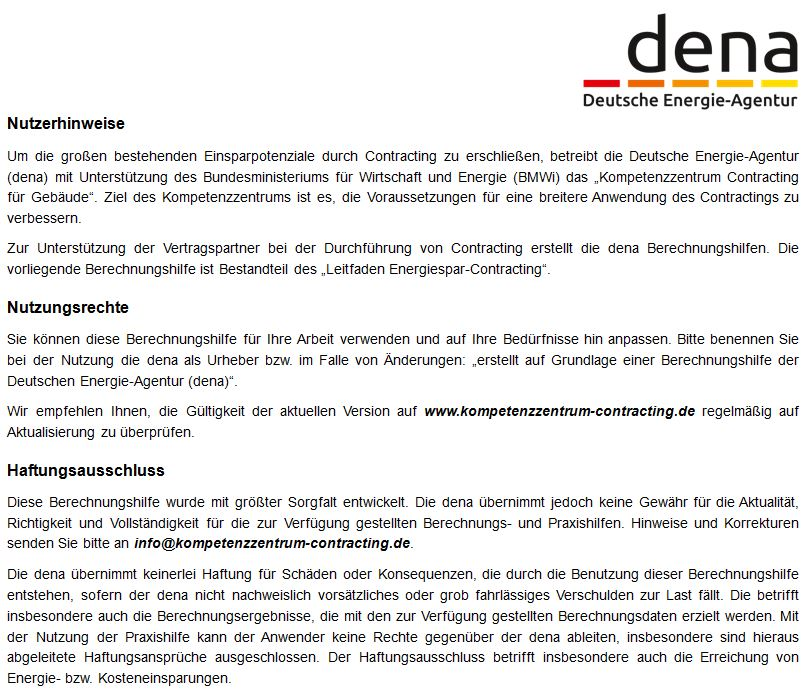 dena
Deutsche Energie-Agentur
Nutzerhinweise
Um die großen bestehenden Einsparpotenziale durch Contracting zu erschließen, betreibt die Deutsche Energie-Agentur
(dena) mit Unterstützung des Bundesministeriums für Wirtschaft und Energie (BMWi) das „Kompetenzzentrum Contracting
für Gebäude“. Ziel des Kompetenzzentrums ist es, die Voraussetzungen für eine breitere Anwendung des Contractings zu
verbessern.
Zur Unterstützung der Vertragspartner bei der Durchführung von Contracting erstellt die dena Berechnungshilfen. Die
vorliegende Berechnungshilfe ist Bestandteil des „Leitfaden Energiespar-Contracting“.
Nutzungsrechte
Sie können diese Berechnungshilfe für Ihre Arbeit verwenden und auf Ihre Bedürfnisse hin anpassen. Bitte benennen Sie
bei der Nutzung die dena als Urheber bzw. im Falle von Änderungen: „erstellt auf Grundlage einer Berechnungshilfe der
Deutschen Energie-Agentur (dena)“.
Wir empfehlen Ihnen, die Gültigkeit der aktuellen Version auf www.kompetenzzentrum-contracting.de regelmäßig auf
Aktualisierung zu überprüfen.
Haftungsausschluss
Diese Berechnungshilfe wurde mit größter Sorgfalt entwickelt. Die dena übernimmt jedoch keine Gewähr für die Aktualität,
Richtigkeit und Vollständigkeit für die zur Verfügung gestellten Berechnungs- und Praxishilfen. Hinweise und Korrekturen
senden Sie bitte an info@kompetenzzentrum-contracting.de.
Die dena übernimmt keinerlei Haftung für Schäden oder Konsequenzen, die durch die Benutzung dieser Berechnungshilfe
entstehen, sofern der dena nicht nachweislich vorsätzliches oder grob fahrlässiges Verschulden zur Last fällt. Die betrifft
insbesondere auch die Berechnungsergebnisse, die mit den zur Verfügung gestellten Berechnungsdaten erzielt werden. Mit
der Nutzung der Praxishilfe kann der Anwender keine Rechte gegenüber der dena ableiten, insbesondere sind hieraus
abgeleitete Haftungsansprüche ausgeschlossen. Der Haftungsausschluss betrifft insbesondere auch die Erreichung von
Energie- bzw. Kosteneinsparungen.